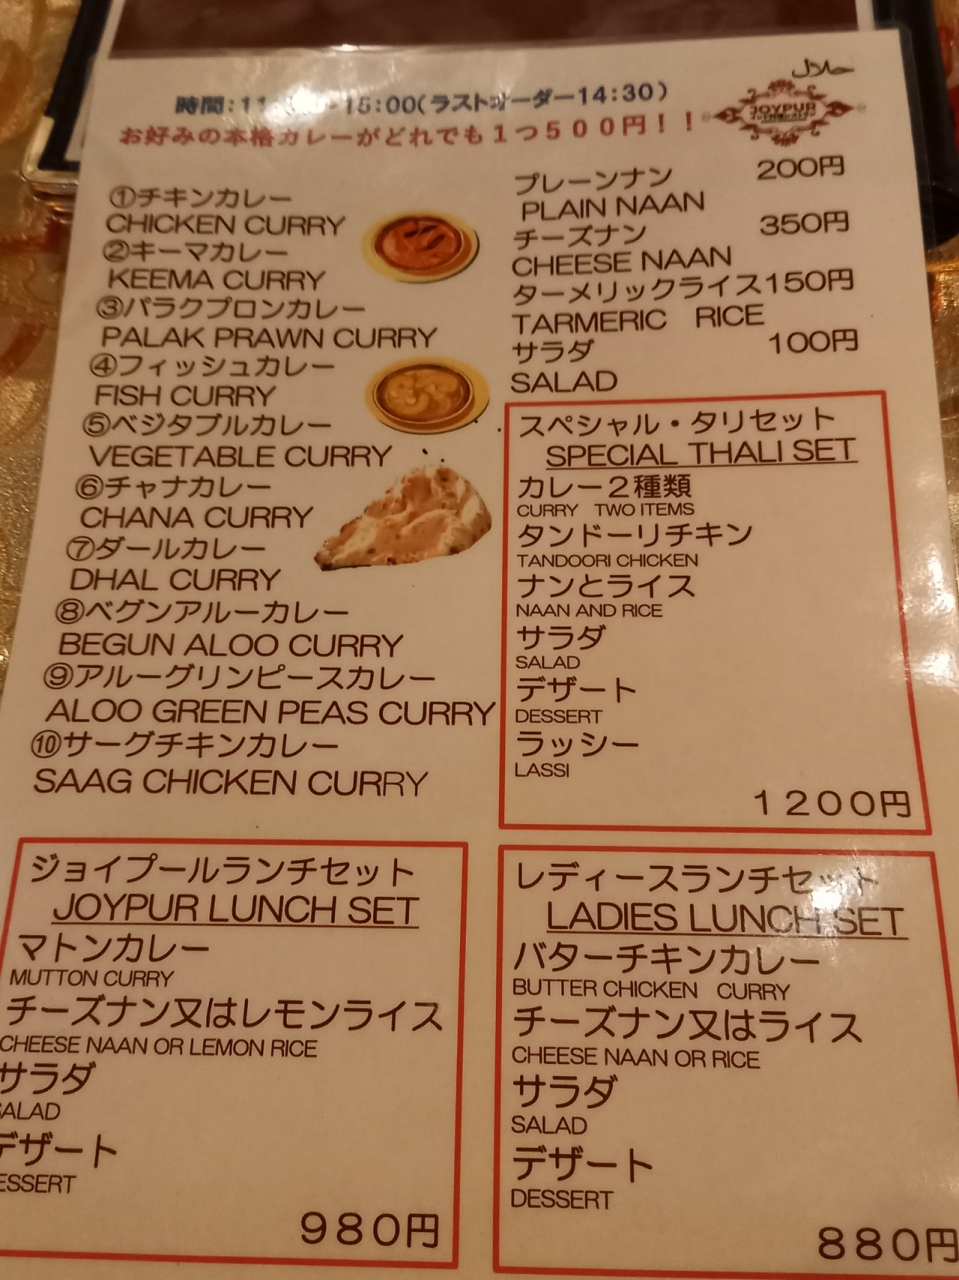 حلال
JOYPUR
時間:11 15:00(ラストオーダー14:30)
お好みの本格カレーがどれでも1つ500円!!
①チキンカレー
CHICKEN CURRY
②キーマカレー
KEEMA CURRY
③パラクプロンカレー
PALAK PRAWN CURRY
④フィッシュカレー
FISH CURRY
⑤ベジタブルカレー
VEGETABLE CURRY
⑥チャナカレー
CHANA CURRY
⑦ダールカレー
DHAL CURRY
⑧ベグンアルーカレー
BEGUN ALOO CURRY
⑨アルーグリンピースカレー
ALOO GREEN PEAS CURRY
⑩サーグチキンカレー
SAAG CHICKEN CURRY
プレーンナン 200円
PLAIN NAAN
チーズナン 350円
CHEESE NAAN
ターメリックライス150円
TARMERIC RICE
サラダ 100円
SALAD
スペシャル・タリセット
SPECIAL THALI SET
カレー2種類
CURRY TWO ITEMS
タンドーリチキン
TANDOORI CHICKEN
ナンとライス
NAAN AND RICE
サラダ
SALAD
デザート
DESSERT
ラッシー
LASSI
1200円
ジョイプールランチセット
JOYPUR LUNCH SET
マトンカレー
MUTTON CURRY
チーズナン又はレモンライス
CHEESE NAAN OR LEMON RICE
サラダ
SALAD
デザート
ESSERT
980円
レディースランチセット
LADIES LUNCH SET
バターチキンカレー
BUTTER CHICKEN CURRY
チーズナン又はライス
CHEESE NAAN OR RICE
サラダ
SALAD
デザート
DESSERT
880円